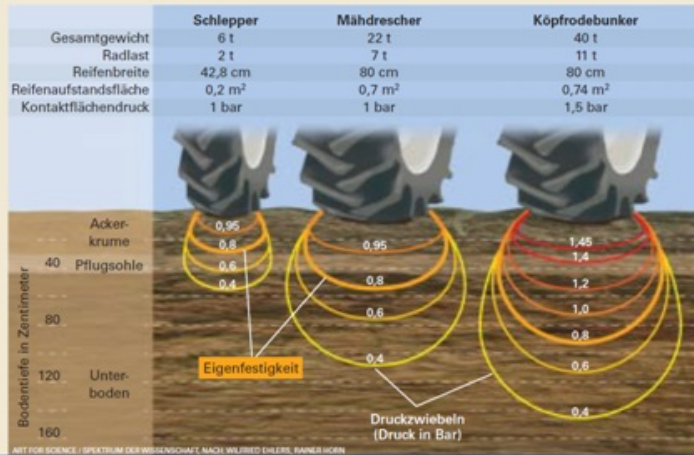 Schlepper Mähdrescher Köpfrodebunker
Gesamtgewicht 6 t 22 t 40 t
Radlast 2 t 7 t 11 t
Reifenbreite 42,8 cm 80 cm 80 cm
Reifenaufstandsfläche 0,2 m² 0,7 m² 0,74 m²
Kontaktflächendruck 1 bar 1 bar 1,5 bar
Acker-
krume
0,95
0,8
0,6
0,4
0,95
0,8
0,6
0,4
1,45
1,4
1,2
1,0
0,8
0,6
0,4
40 Pflugsohle
80
120
160
Unter-
boden
Bodentiefe in Zentimeter
Eigenfestigkeit
Druckzwiebeln
(Druck in Bar)
ART FOR SCIENCE / SPEKTRUM DER WISSENSCHAFT, NACH: WILFRIED EHLERS, RAINER HORN